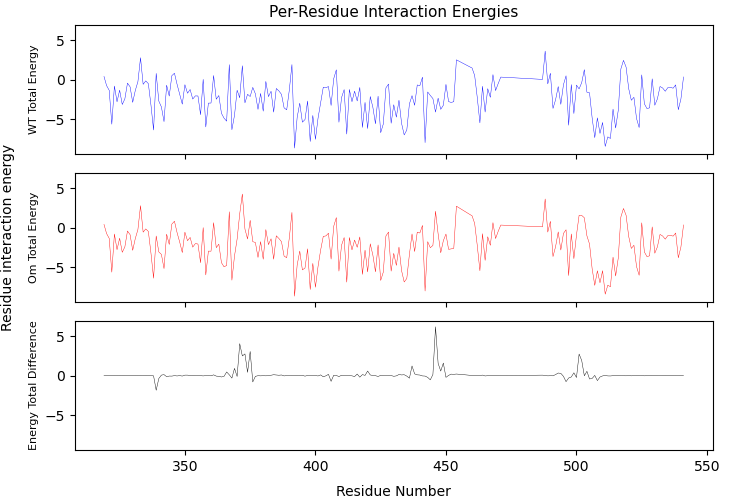 Per-Residue Interaction Energies
Residue interaction energy
WT Total Energy
5
0
−5
Om Total Energy
5
0
−5
Energy Total Difference
5
0
−5
350
400
450
500
550
Residue Number